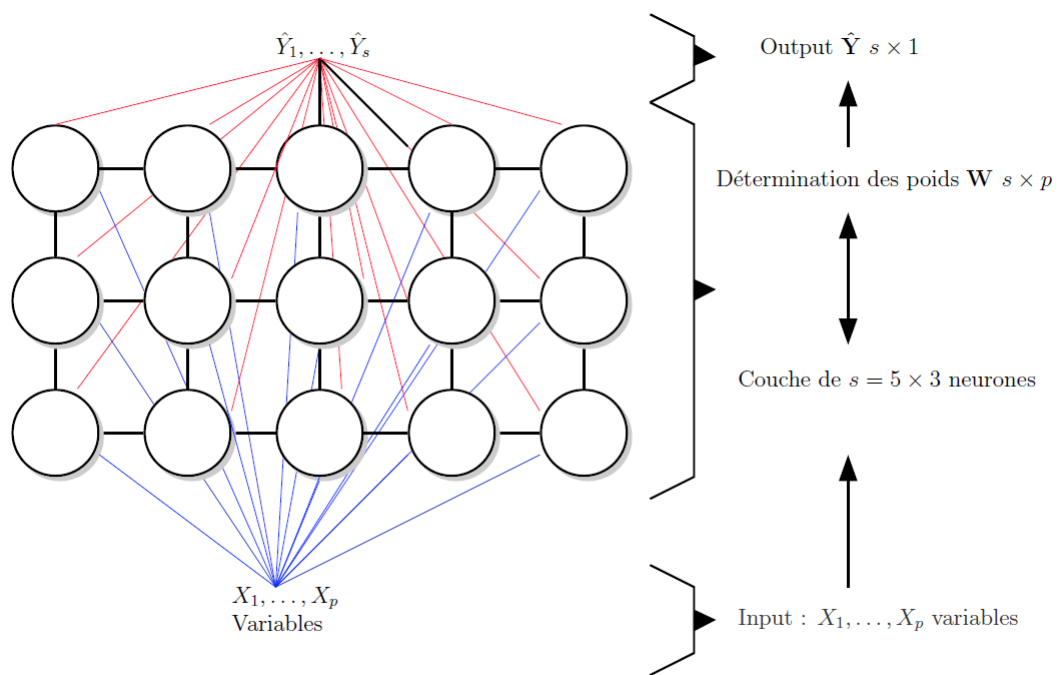 Ŷ₁, . . . , Ŷₛ
Output Ŷ s × 1
Détermination des poids W s × p
Couche de s = 5 × 3 neurones
X₁, . . . , Xₚ
Variables
Input : X₁, . . . , Xₚ variables